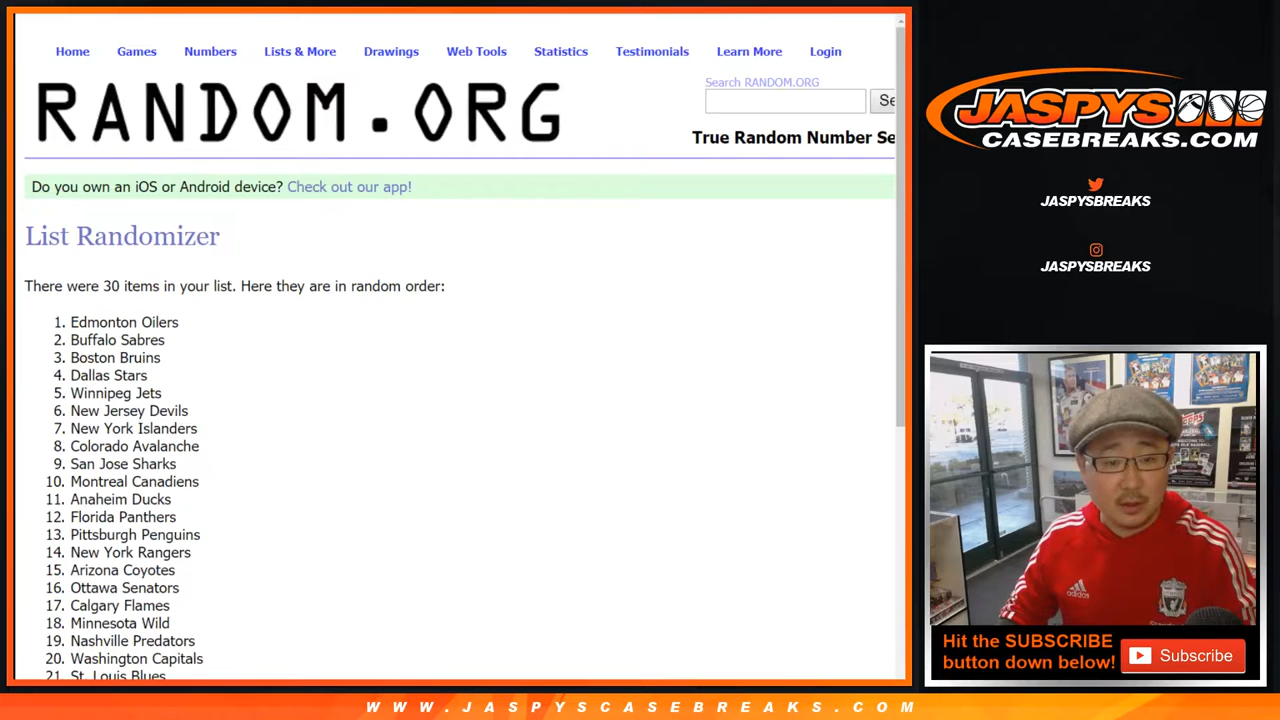 Home Games Numbers Lists & More Drawings Web Tools Statistics Testimonials Learn More Login
RANDOM.ORG
Search RANDOM.ORG
Se
True Random Number Se
Do you own an iOS or Android device? Check out our app!
List Randomizer
There were 30 items in your list. Here they are in random order:
1. Edmonton Oilers
2. Buffalo Sabres
3. Boston Bruins
4. Dallas Stars
5. Winnipeg Jets
6. New Jersey Devils
7. New York Islanders
8. Colorado Avalanche
9. San Jose Sharks
10. Montreal Canadiens
11. Anaheim Ducks
12. Florida Panthers
13. Pittsburgh Penguins
14. New York Rangers
15. Arizona Coyotes
16. Ottawa Senators
17. Calgary Flames
18. Minnesota Wild
19. Nashville Predators
20. Washington Capitals
21. St. Louis Blues
JASPYS
CASEBREAKS.COM
JASPYSBREAKS
JASPYSBREAKS
adidas
Hit the SUBSCRIBE
button down below!
Subscribe
WWW.JASPYSCASEBREAKS.COM